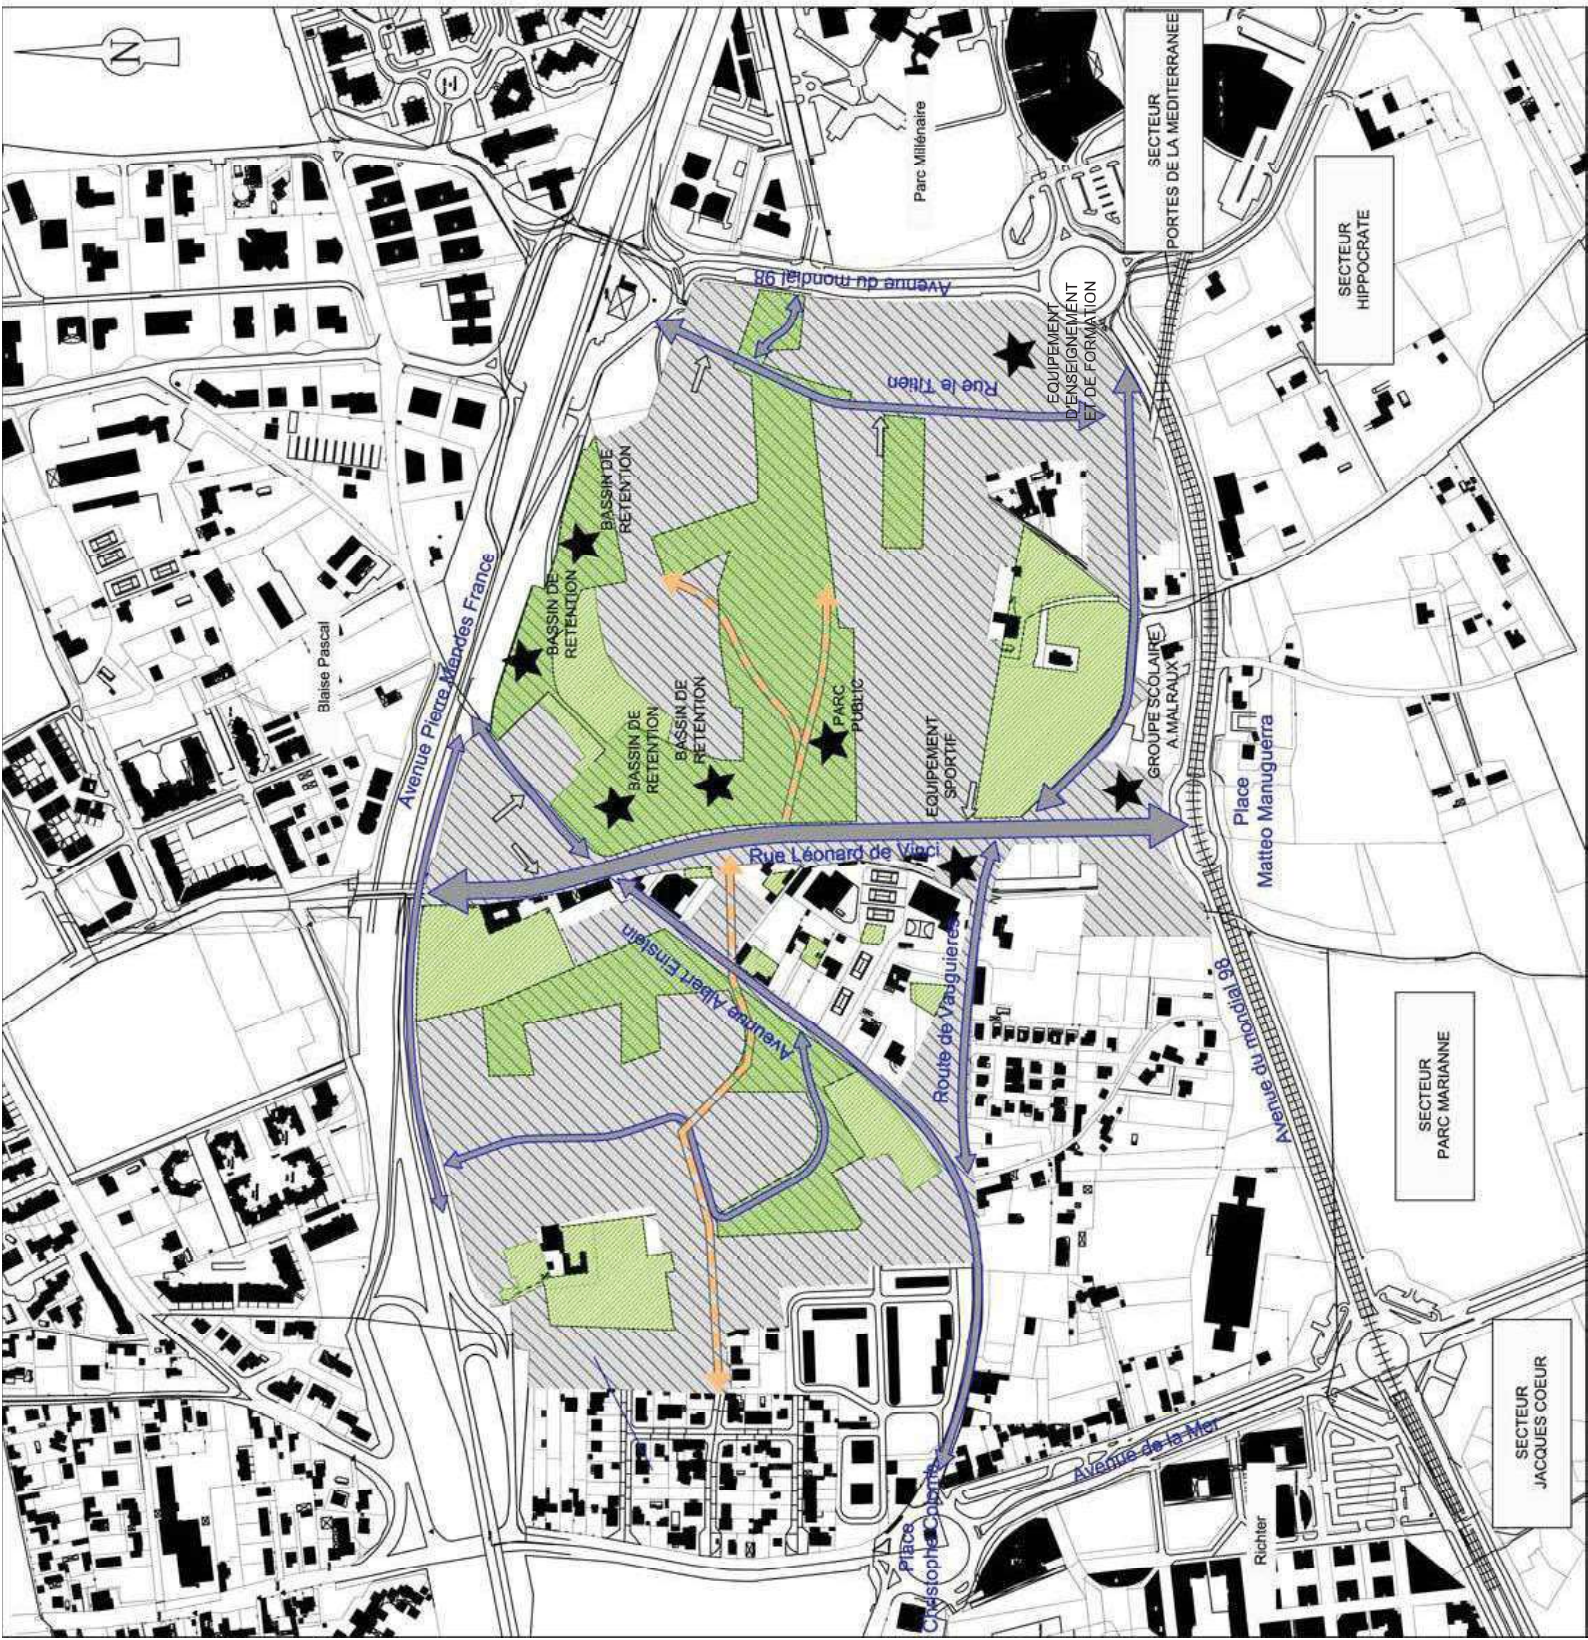 N
Parc Millénaire
SECTEUR
PORTES DE LA MEDITERRANEE
SECTEUR
HIPPOCRATE
Avenue du mondial 98
Rue le Titien
EQUIPEMENT
D'ENSEIGNEMENT
ET DE FORMATION
BASSIN DE
RETENTION
BASSIN DE
RETENTION
BASSIN DE
RETENTION
BASSIN DE
RETENTION
PARC
PUBLIC
EQUIPEMENT
SPORTIF
GROUPE SCOLAIRE
A.MALRAUX
Place
Matteo Manuguerra
Blaise Pascal
Avenue Pierre Mendes France
Rue Léonard de Vinci
Aveunue Albert Einstein
Route de Vauguieres
Avenue du mondial 98
SECTEUR
PARC MARIANNE
SECTEUR
JACQUES COEUR
Avenue de la Mer
Richter
Place
Christophe Colomb